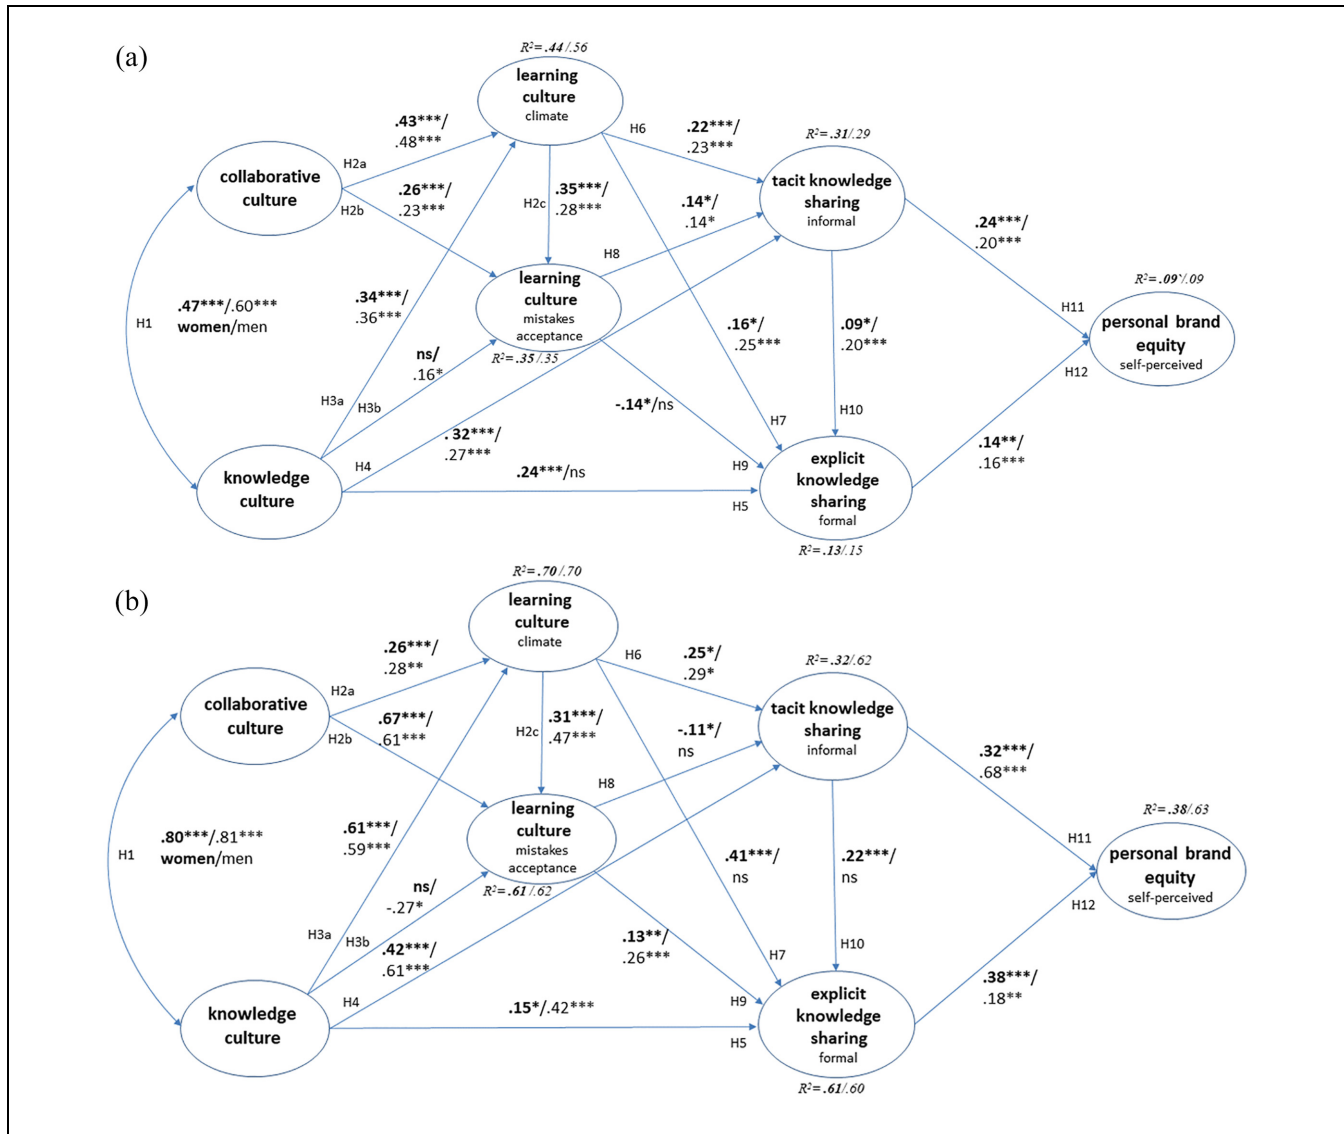 (a)
R²= .44/.56
learning
culture
climate
.43***/
.48***
H6
.22***/
.23***
R²= .31/.29
collaborative
culture
H2a
H2b
.26***/
.23***
H2c
.35***/
.28***
.14*/
.14*
tacit knowledge
sharing
informal
.24***/
.20***
H8
learning
culture
mistakes
acceptance
R²= .35/.35
H1
.47***/.60***
women/men
.34***/
.36***
ns/
.16*
.16*/
.25***
.09*/
.20***
R²= .09*/.09
H11
personal brand
equity
self-perceived
H12
H3a
H3b
-.14*/ns
H7
H10
H4
.32***/
.27***
.14**/
.16***
knowledge
culture
.24***/ns
H9
H5
explicit
knowledge
sharing
formal
R²= .13/.15
(b)
R²= .70/.70
learning
culture
climate
.26***/
.28**
H6
.25*/
.29*
R²= .32/.62
collaborative
culture
H2a
H2b
.67***/
.61***
H2c
.31***/
.47***
-.11*/
ns
tacit knowledge
sharing
informal
.32***/
.68***
H8
learning
culture
mistakes
acceptance
R²= .61/.62
H1
.80***/.81***
women/men
.61***/
.59***
ns/
-.27*
.41***/
ns
.22***/
ns
R²= .38/.63
H11
personal brand
equity
self-perceived
H12
H3a
H3b
.42***/
.61***
.13**/
.26***
H7
H10
H4
.38***/
.18**
knowledge
culture
.15*/.42***
H9
H5
explicit
knowledge
sharing
formal
R²= .61/.60